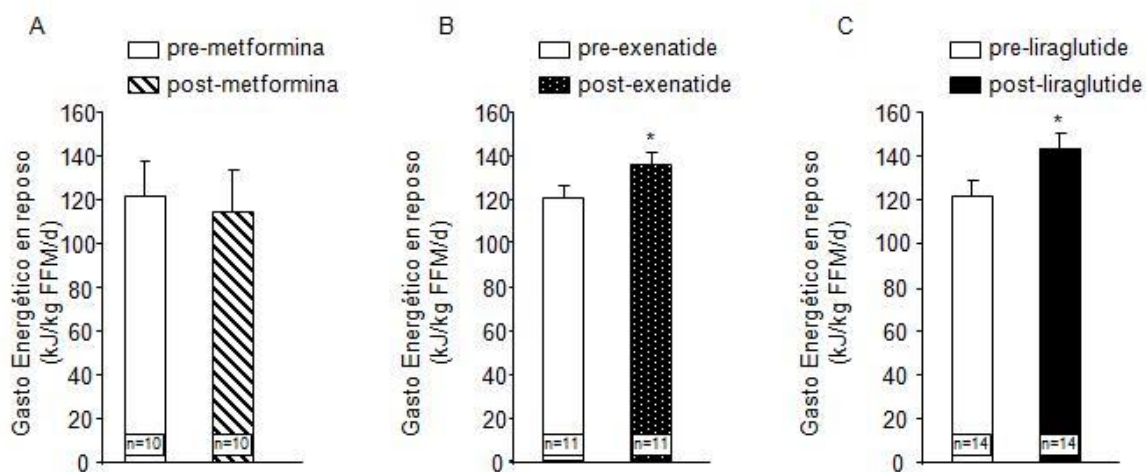 A
pre-metformina
post-metformina
Gasto Energético en reposo
(kJ/kg FFM/d)
160
140
120
100
80
60
40
20
0
n=10
n=10
B
pre-exenatide
post-exenatide
Gasto Energético en reposo
(kJ/kg FFM/d)
160
140
120
100
80
60
40
20
0
*
n=11
n=11
C
pre-liraglutide
post-liraglutide
Gasto Energético en reposo
(kJ/kg FFM/d)
160
140
120
100
80
60
40
20
0
*
n=14
n=14